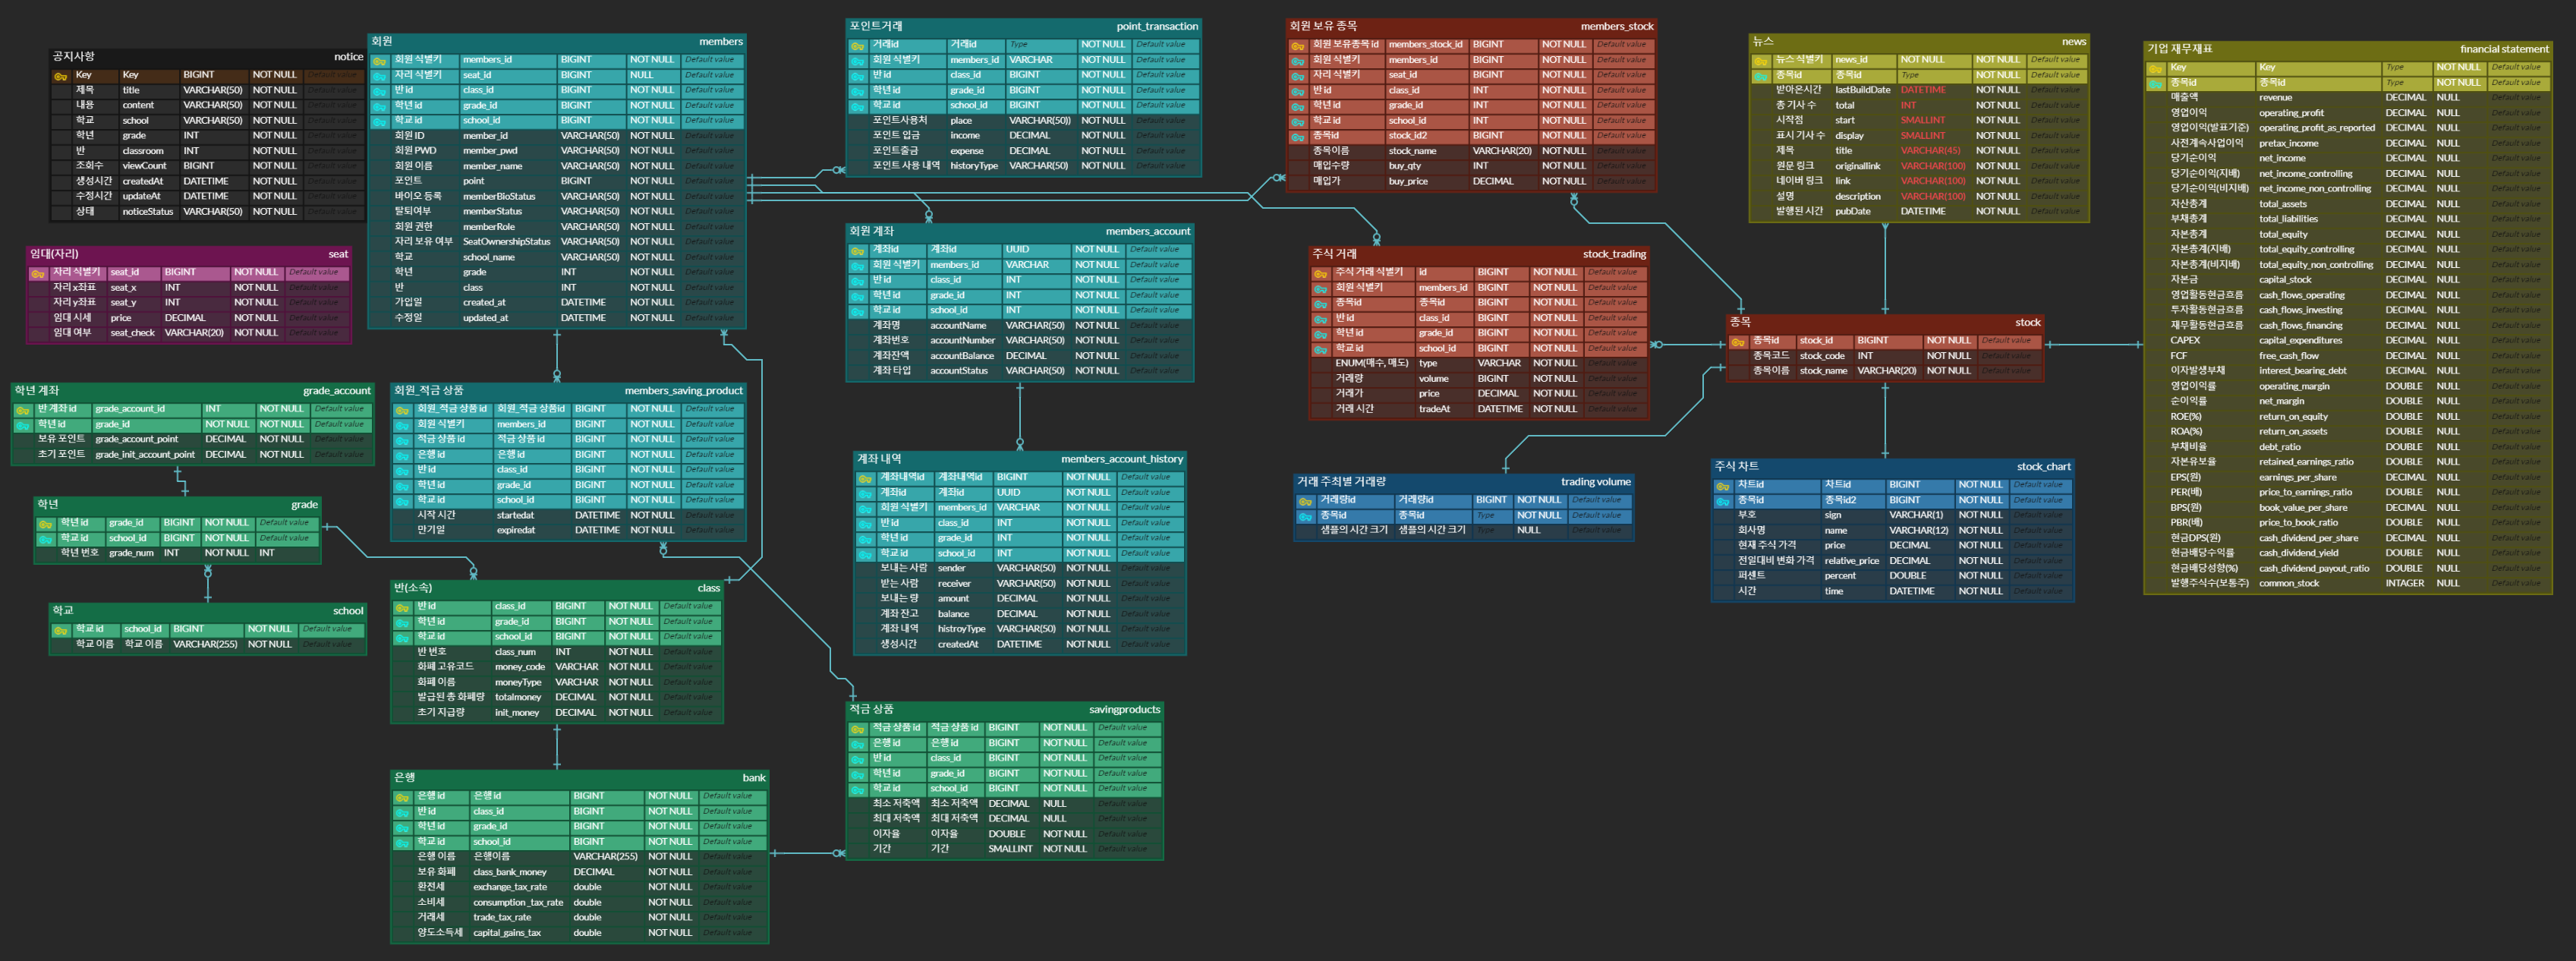 공지사항 notice
Key Key BIGINT NOT NULL Default value
제목 title VARCHAR(50) NOT NULL Default value
내용 content VARCHAR(50) NOT NULL Default value
학교 school VARCHAR(50) NOT NULL Default value
학년 grade INT NOT NULL Default value
반 classroom INT NOT NULL Default value
조회수 viewCount BIGINT NOT NULL Default value
생성시간 createdAt DATETIME NOT NULL Default value
수정시간 updateAt DATETIME NOT NULL Default value
상태 noticeStatus VARCHAR(50) NOT NULL Default value
임대(자리) seat
자리 식별키 seat_id BIGINT NOT NULL Default value
자리 x좌표 seat_x INT NOT NULL Default value
자리 y좌표 seat_y INT NOT NULL Default value
임대 시세 price DECIMAL NOT NULL Default value
임대 여부 seat_check VARCHAR(20) NOT NULL Default value
학년 계좌 grade_account
반 계좌 id grade_account_id INT NOT NULL Default value
학년 id grade_id NOT NULL NOT NULL Default value
보유 포인트 grade_account_point DECIMAL NOT NULL Default value
초기 포인트 grade_init_account_point DECIMAL NOT NULL Default value
학년 grade
학년 id grade_id BIGINT NOT NULL Default value
학교 id school_id BIGINT NOT NULL Default value
학년 번호 grade_num INT NOT NULL INT
학교 school
학교 id school_id BIGINT NOT NULL Default value
학교 이름 학교 이름 VARCHAR(255) NOT NULL Default value
회원 members
회원 식별키 members_id BIGINT NOT NULL Default value
자리 식별키 seat_id BIGINT NULL Default value
반 id class_id BIGINT NOT NULL Default value
학년 id grade_id BIGINT NOT NULL Default value
학교 id school_id BIGINT NOT NULL Default value
회원 ID member_id VARCHAR(50) NOT NULL Default value
회원 PWD member_pwd VARCHAR(50) NOT NULL Default value
회원 이름 member_name VARCHAR(50) NOT NULL Default value
포인트 point BIGINT NOT NULL Default value
바이오 등록 memberBioStatus VARCHAR(50) NOT NULL Default value
탈퇴여부 memberStatus VARCHAR(50) NOT NULL Default value
회원 권한 memberRole VARCHAR(50) NOT NULL Default value
자리 보유 여부 SeatOwnershipStatus VARCHAR(50) NOT NULL Default value
학교 school_name VARCHAR(50) NOT NULL Default value
학년 grade INT NOT NULL Default value
반 class INT NOT NULL Default value
가입일 created_at DATETIME NOT NULL Default value
수정일 updated_at DATETIME NOT NULL Default value
회원_적금 상품 members_saving_product
회원_적금 상품 id 회원_적금 상품id BIGINT NOT NULL Default value
회원 식별키 members_id BIGINT NOT NULL Default value
적금 상품 id 적금 상품 id BIGINT NOT NULL Default value
은행 id 은행 id BIGINT NOT NULL Default value
반 id class_id BIGINT NOT NULL Default value
학년 id grade_id BIGINT NOT NULL Default value
학교 id school_id BIGINT NOT NULL Default value
시작 시간 startedat DATETIME NOT NULL Default value
만기일 expiredat DATETIME NOT NULL Default value
반(소속) class
반 id class_id BIGINT NOT NULL Default value
학년 id grade_id BIGINT NOT NULL Default value
학교 id school_id BIGINT NOT NULL Default value
반 번호 class_num INT NOT NULL Default value
화폐 고유코드 money_code VARCHAR NOT NULL Default value
화폐 이름 moneyType VARCHAR NOT NULL Default value
발급된 총 화폐량 totalmoney DECIMAL NOT NULL Default value
초기 지급량 init_money DECIMAL NOT NULL Default value
은행 bank
은행 id 은행 id BIGINT NOT NULL Default value
반 id class_id BIGINT NOT NULL Default value
학년 id grade_id BIGINT NOT NULL Default value
학교 id school_id BIGINT NOT NULL Default value
은행 이름 은행이름 VARCHAR(255) NOT NULL Default value
보유 화폐 class_bank_money DECIMAL NOT NULL Default value
환전세 exchange_tax_rate double NOT NULL Default value
소비세 consumption_tax_rate double NOT NULL Default value
거래세 trade_tax_rate double NOT NULL Default value
양도소득세 capital_gains_tax double NOT NULL Default value
포인트거래 point_transaction
거래id 거래id Type NOT NULL Default value
회원 식별키 members_id VARCHAR NOT NULL Default value
반 id class_id BIGINT NOT NULL Default value
학년 id grade_id BIGINT NOT NULL Default value
학교 id school_id BIGINT NOT NULL Default value
포인트사용처 place VARCHAR(50)) NOT NULL Default value
포인트 입금 income DECIMAL NOT NULL Default value
포인트출금 expense DECIMAL NOT NULL Default value
포인트 사용 내역 historyType VARCHAR(50) NOT NULL Default value
회원 계좌 members_account
계좌id 계좌id UUID NOT NULL Default value
회원 식별키 members_id VARCHAR NOT NULL Default value
반 id class_id INT NOT NULL Default value
학년 id grade_id INT NOT NULL Default value
학교 id school_id INT NOT NULL Default value
계좌명 accountName VARCHAR(50) NOT NULL Default value
계좌번호 accountNumber VARCHAR(50) NOT NULL Default value
계좌잔액 accountBalance DECIMAL NOT NULL Default value
계좌 타입 accountStatus VARCHAR(50) NOT NULL Default value
계좌 내역 members_account_history
계좌내역id 계좌내역id BIGINT NOT NULL Default value
계좌id 계좌id UUID NOT NULL Default value
회원 식별키 members_id VARCHAR NOT NULL Default value
반 id class_id INT NOT NULL Default value
학년 id grade_id INT NOT NULL Default value
학교 id school_id INT NOT NULL Default value
보내는 사람 sender VARCHAR(50) NOT NULL Default value
받는 사람 receiver VARCHAR(50) NOT NULL Default value
보내는 량 amount DECIMAL NOT NULL Default value
계좌 잔고 balance DECIMAL NOT NULL Default value
계좌 내역 histroyType VARCHAR(50) NOT NULL Default value
생성시간 createdAt DATETIME NOT NULL Default value
적금 상품 savingproducts
적금 상품 id 적금 상품 id BIGINT NOT NULL Default value
은행 id 은행 id BIGINT NOT NULL Default value
반 id class_id BIGINT NOT NULL Default value
학년 id grade_id BIGINT NOT NULL Default value
학교 id school_id BIGINT NOT NULL Default value
최소 저축액 최소 저축액 DECIMAL NULL Default value
최대 저축액 최대 저축액 DECIMAL NULL Default value
이자율 이자율 DOUBLE NOT NULL Default value
기간 기간 SMALLINT NOT NULL Default value
회원 보유 종목 members_stock
회원 보유종목 id members_stock_id BIGINT NOT NULL Default value
회원 식별키 members_id BIGINT NOT NULL Default value
자리 식별키 seat_id BIGINT NOT NULL Default value
반 id class_id INT NOT NULL Default value
학년 id grade_id INT NOT NULL Default value
학교 id school_id INT NOT NULL Default value
종목id stock_id2 BIGINT NOT NULL Default value
종목이름 stock_name VARCHAR(20) NOT NULL Default value
매입수량 buy_qty INT NOT NULL Default value
매입가 buy_price DECIMAL NOT NULL Default value
주식 거래 stock_trading
주식 거래 식별키 id BIGINT NOT NULL Default value
회원 식별키 members_id BIGINT NOT NULL Default value
종목id 종목id BIGINT NOT NULL Default value
반 id class_id BIGINT NOT NULL Default value
학년 id grade_id BIGINT NOT NULL Default value
학교 id school_id BIGINT NOT NULL Default value
ENUM(매수, 매도) type VARCHAR NOT NULL Default value
거래량 volume BIGINT NOT NULL Default value
거래가 price DECIMAL NOT NULL Default value
거래 시간 tradeAt DATETIME NOT NULL Default value
거래 주최별 거래량 trading volume
거래량id 거래량id BIGINT NOT NULL Default value
종목id 종목id Type NOT NULL Default value
샘플의 시간 크기 샘플의 시간 크기 Type NULL Default value
뉴스 news
뉴스 식별키 news_id NOT NULL NOT NULL Default value
종목id 종목id Type NOT NULL Default value
받아온시간 lastBuildDate DATETIME NOT NULL Default value
총 기사 수 total INT NOT NULL Default value
시작점 start SMALLINT NOT NULL Default value
표시 기사 수 display SMALLINT NOT NULL Default value
제목 title VARCHAR(45) NOT NULL Default value
원문 링크 originallink VARCHAR(100) NOT NULL Default value
네이버 링크 link VARCHAR(100) NOT NULL Default value
설명 description VARCHAR(100) NOT NULL Default value
발행된 시간 pubDate DATETIME NOT NULL Default value
종목 stock
종목id stock_id BIGINT NOT NULL Default value
종목코드 stock_code INT NOT NULL Default value
종목이름 stock_name VARCHAR(20) NOT NULL Default value
주식 차트 stock_chart
차트id 차트id BIGINT NOT NULL Default value
종목id 종목id2 BIGINT NOT NULL Default value
부호 sign VARCHAR(1) NOT NULL Default value
회사명 name VARCHAR(12) NOT NULL Default value
현재 주식 가격 price DECIMAL NOT NULL Default value
전일대비 변화 가격 relative_price DECIMAL NOT NULL Default value
퍼센트 percent DOUBLE NOT NULL Default value
시간 time DATETIME NOT NULL Default value
기업 재무재표 financial statement
Key Key Type NOT NULL Default value
종목id 종목id Type NOT NULL Default value
매출액 revenue DECIMAL NULL Default value
영업이익 operating_profit DECIMAL NULL Default value
영업이익(발표기준) operating_profit_as_reported DECIMAL NULL Default value
사전계속사업이익 pretax_income DECIMAL NULL Default value
당기순이익 net_income DECIMAL NULL Default value
당기순이익(지배) net_income_controlling DECIMAL NULL Default value
당기순이익(비지배) net_income_non_controlling DECIMAL NULL Default value
자산총계 total_assets DECIMAL NULL Default value
부채총계 total_liabilities DECIMAL NULL Default value
자본총계 total_equity DECIMAL NULL Default value
자본총계(지배) total_equity_controlling DECIMAL NULL Default value
자본총계(비지배) total_equity_non_controlling DECIMAL NULL Default value
자본금 capital_stock DECIMAL NULL Default value
영업활동현금흐름 cash_flows_operating DECIMAL NULL Default value
투자활동현금흐름 cash_flows_investing DECIMAL NULL Default value
재무활동현금흐름 cash_flows_financing DECIMAL NULL Default value
CAPEX capital_expenditures DECIMAL NULL Default value
FCF free_cash_flow DECIMAL NULL Default value
이자발생부채 interest_bearing_debt DECIMAL NULL Default value
영업이익률 operating_margin DOUBLE NULL Default value
순이익률 net_margin DOUBLE NULL Default value
ROE(%) return_on_equity DOUBLE NULL Default value
ROA(%) return_on_assets DOUBLE NULL Default value
부채비율 debt_ratio DOUBLE NULL Default value
자본유보율 retained_earnings_ratio DOUBLE NULL Default value
EPS(원) earnings_per_share DECIMAL NULL Default value
PER(배) price_to_earnings_ratio DOUBLE NULL Default value
BPS(원) book_value_per_share DECIMAL NULL Default value
PBR(배) price_to_book_ratio DOUBLE NULL Default value
현금DPS(원) cash_dividend_per_share DECIMAL NULL Default value
현금배당수익률 cash_dividend_yield DOUBLE NULL Default value
현금배당성향(%) cash_dividend_payout_ratio DOUBLE NULL Default value
발행주식수(보통주) common_stock INTEGER NULL Default value